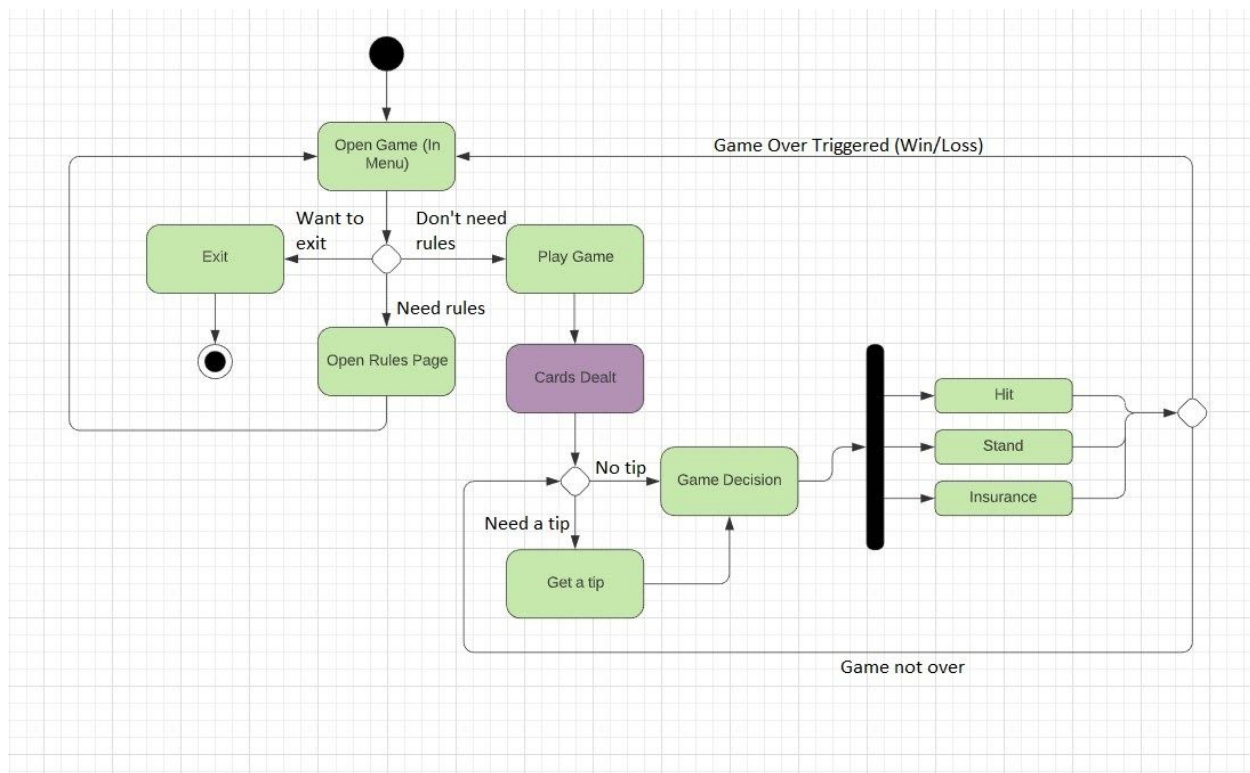 Open Game (In
Menu)
Game Over Triggered (Win/Loss)
Want to
exit
Don't need
rules
Exit
Play Game
Need rules
Open Rules Page
Cards Dealt
Hit
Stand
Insurance
No tip
Game Decision
Need a tip
Get a tip
Game not over